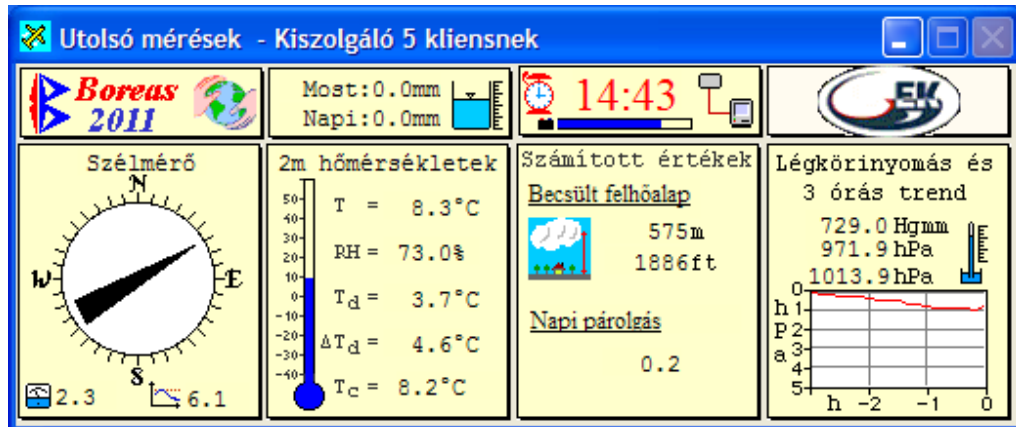 Utolsó mérések - Kiszolgáló 5 kliensnek
Boreas
2011
Most:0.0mm
Napi:0.0mm
14:43
EK
Szélmérő
N
W
E
S
2.3
6.1
2m hőmérsékletek
50
40
30
20
10
0
-10
-20
-30
-40
T = 8.3°C
RH = 73.0%
Td = 3.7°C
ΔTd = 4.6°C
Tc = 8.2°C
Számított értékek
Becsült felhőalap
575m
1886ft
Napi párolgás
0.2
Légkörinyomás és
3 órás trend
729.0 Hgmm
971.9 hPa
1013.9 hPa
hPa
0
1
2
3
4
5
h -2 -1 0